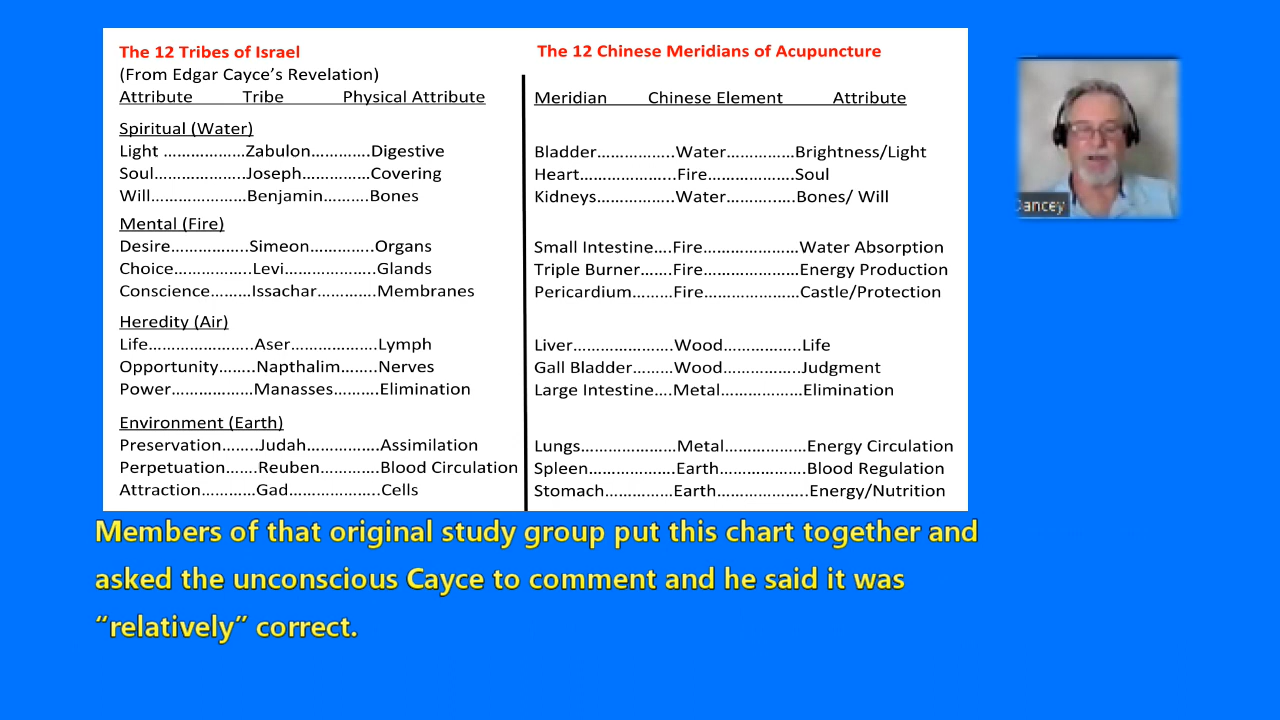 The 12 Tribes of Israel
(From Edgar Cayce's Revelation)
Attribute Tribe Physical Attribute
Spiritual (Water)
Light ………………Zabulon…………Digestive
Soul………………..Joseph…………..Covering
Will………………..Benjamin……….Bones
Mental (Fire)
Desire……………..Simeon…………..Organs
Choice……………..Levi………………….Glands
Conscience………Issachar………….Membranes
Heredity (Air)
Life…………………..Aser………………….Lymph
Opportunity……..Napthalim……..Nerves
Power………………Manasses……….Elimination
Environment (Earth)
Preservation……..Judah……………..Assimilation
Perpetuation…….Reuben…………Blood Circulation
Attraction…………Gad…………………..Cells
The 12 Chinese Meridians of Acupuncture
Meridian Chinese Element Attribute
Bladder……………..Water…………..Brightness/Light
Heart……………………Fire………………..Soul
Kidneys………………Water…………….Bones/ Will
Small Intestine….Fire…………………Water Absorption
Triple Burner…….Fire…………………Energy Production
Pericardium………Fire…………………Castle/Protection
Liver…………………..Wood……………..Life
Gall Bladder………Wood……………..Judgment
Large Intestine….Metal………………Elimination
Lungs…………………..Metal………………Energy Circulation
Spleen………………..Earth………………..Blood Regulation
Stomach……………Earth………………..Energy/Nutrition
Dancey
Members of that original study group put this chart together and
asked the unconscious Cayce to comment and he said it was
“relatively” correct.